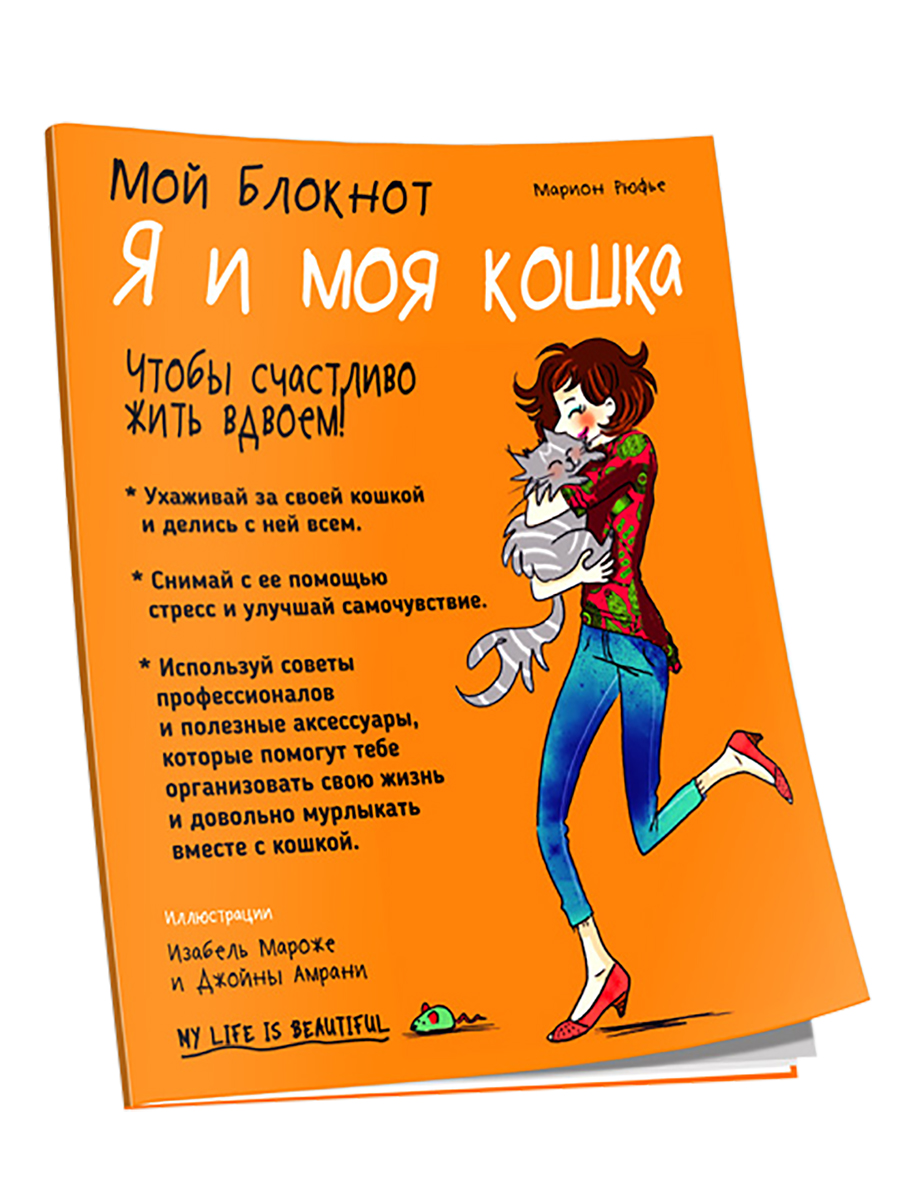 Мой Блокнот
Марион Рюфье
Я и моя кошка
Чтобы счастливо
жить вдвоем!
* Ухаживай за своей кошкой
и делись с ней всем.
* Снимай с ее помощью
стресс и улучшай самочувствие.
* Используй советы
профессионалов
и полезные аксессуары,
которые помогут тебе
организовать свою жизнь
и довольно мурлыкать
вместе с кошкой.
Иллюстрации
Изабель Мароже
и Джойны Амрани
MY LIFE IS BEAUTIFUL